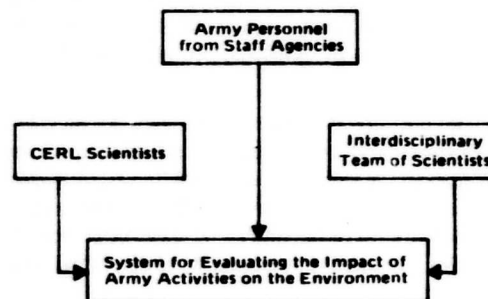 Army Personnel
from Staff Agencies
CERL Scientists
Interdisciplinary
Team of Scientists
System for Evaluating the Impact of
Army Activities on the Environment